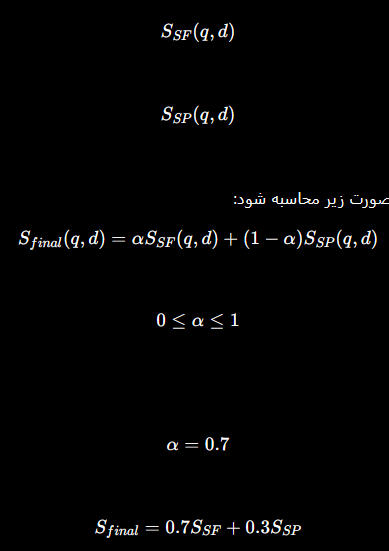 S_{SF}(q, d)
S_{SP}(q, d)
صورت زیر محاسبه شود:
S_{final}(q, d) = αS_{SF}(q, d) + (1 − α)S_{SP}(q, d)
0 ≤ α ≤ 1
α = 0.7
S_{final} = 0.7S_{SF} + 0.3S_{SP}